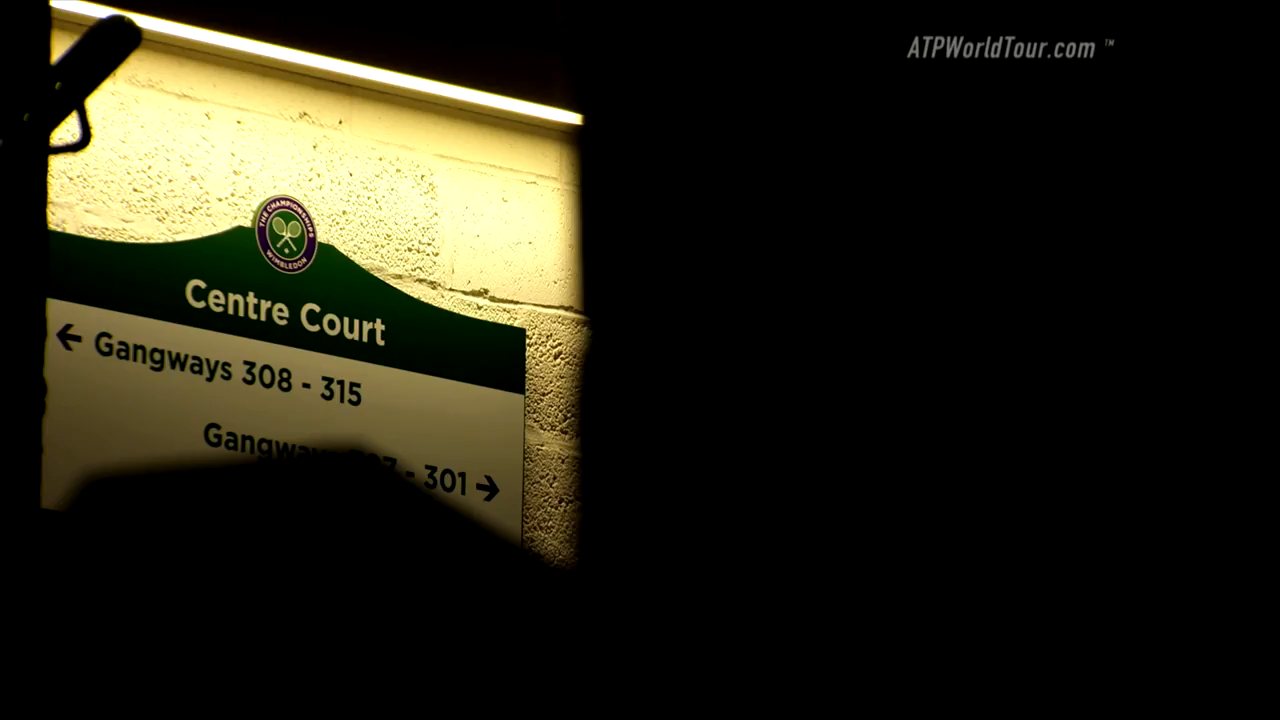 ATPWorldTour.com ™
THE CHAMPIONSHIPS
WIMBLEDON
Centre Court
← Gangways 308 - 315
- 301 →